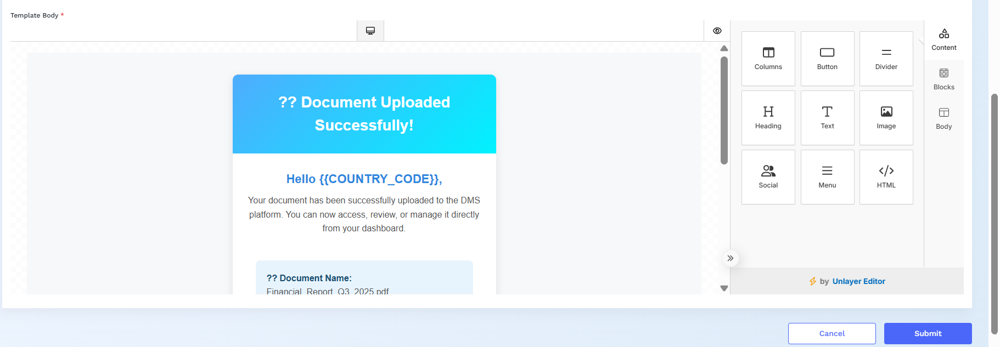 Template Body *
?? Document Uploaded
Successfully!
Hello {{COUNTRY_CODE}},
Your document has been successfully uploaded to the DMS
platform. You can now access, review, or manage it directly
from your dashboard.
?? Document Name:
Financial_Report_Q3_2025.pdf
Columns
Button
Divider
Heading
Text
Image
Social
Menu
HTML
Content
Blocks
Body
by Unlayer Editor
Cancel
Submit